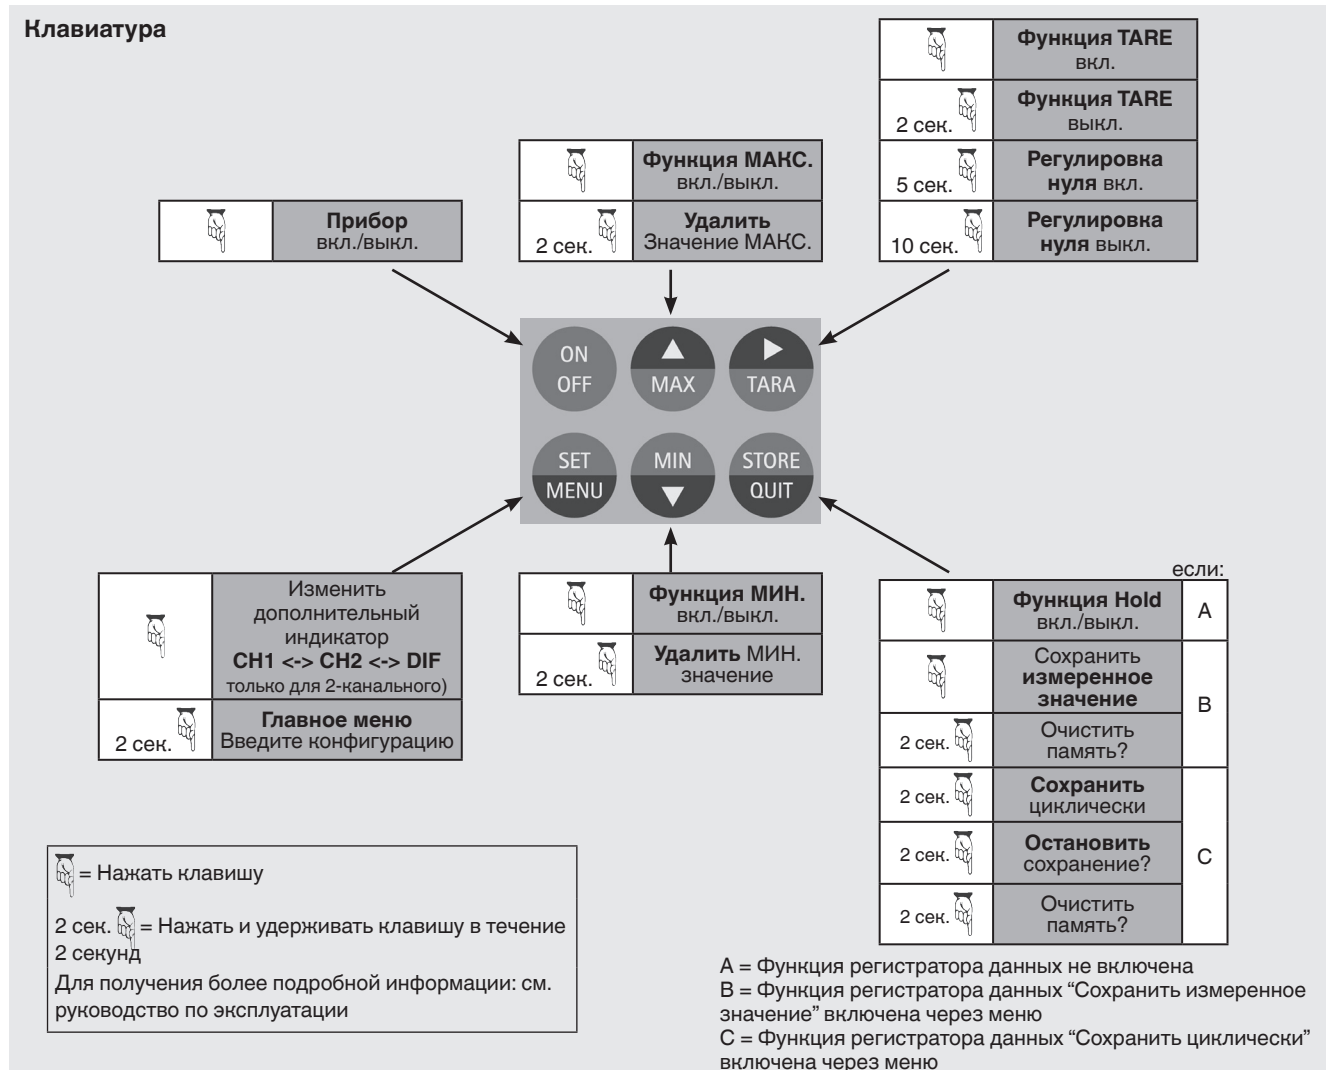 Клавиатура
Функция TARE
вкл.
2 сек.
Функция TARE
выкл.
5 сек.
Регулировка
нуля вкл.
10 сек.
Регулировка
нуля выкл.
Функция МАКС.
вкл./выкл.
2 сек.
Удалить
Значение МАКС.
Прибор
вкл./выкл.
ON
OFF
MAX
TARA
SET
MENU
MIN
STORE
QUIT
Изменить
дополнительный
индикатор
CH1 <-> CH2 <-> DIF
только для 2-канального)
2 сек.
Главное меню
Введите конфигурацию
Функция МИН.
вкл./выкл.
2 сек.
Удалить МИН.
значение
если:
Функция Hold
вкл./выкл.
A
Сохранить
измеренное
значение
B
2 сек.
Очистить
память?
2 сек.
Сохранить
циклически
2 сек.
Остановить
сохранение?
C
2 сек.
Очистить
память?
= Нажать клавишу
2 сек. = Нажать и удерживать клавишу в течение
2 секунд
Для получения более подробной информации: см.
руководство по эксплуатации
A = Функция регистратора данных не включена
B = Функция регистратора данных “Сохранить измеренное
значение” включена через меню
C = Функция регистратора данных “Сохранить циклически”
включена через меню